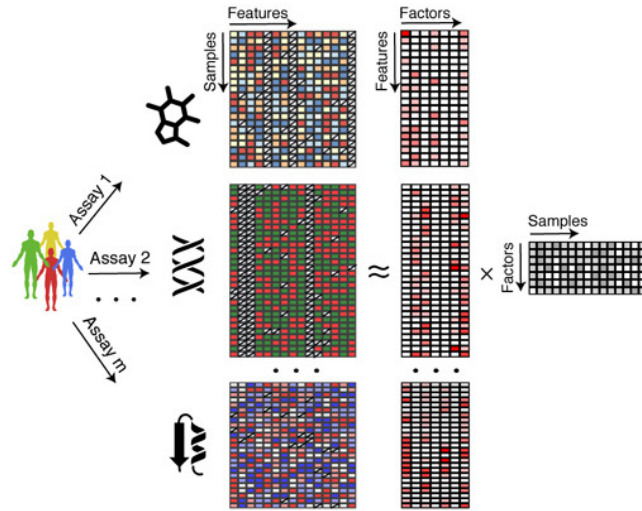 Features
Factors
Samples
Features
Assay 1
Assay 2
Assay m
≈
×
Samples
Factors